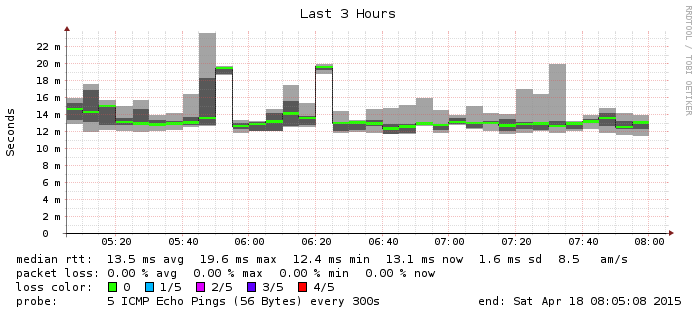 Last 3 Hours
RRDTOOL / TOBI OETIKER
Seconds
22 m
20 m
18 m
16 m
14 m
12 m
10 m
8 m
6 m
4 m
2 m
0
05:20 05:40 06:00 06:20 06:40 07:00 07:20 07:40 08:00
median rtt: 13.5 ms avg 19.6 ms max 12.4 ms min 13.1 ms now 1.6 ms sd 8.5 am/s
packet loss: 0.00 % avg 0.00 % max 0.00 % min 0.00 % now
loss color: 0 1/5 2/5 3/5 4/5
probe: 5 ICMP Echo Pings (56 Bytes) every 300s end: Sat Apr 18 08:05:08 2015